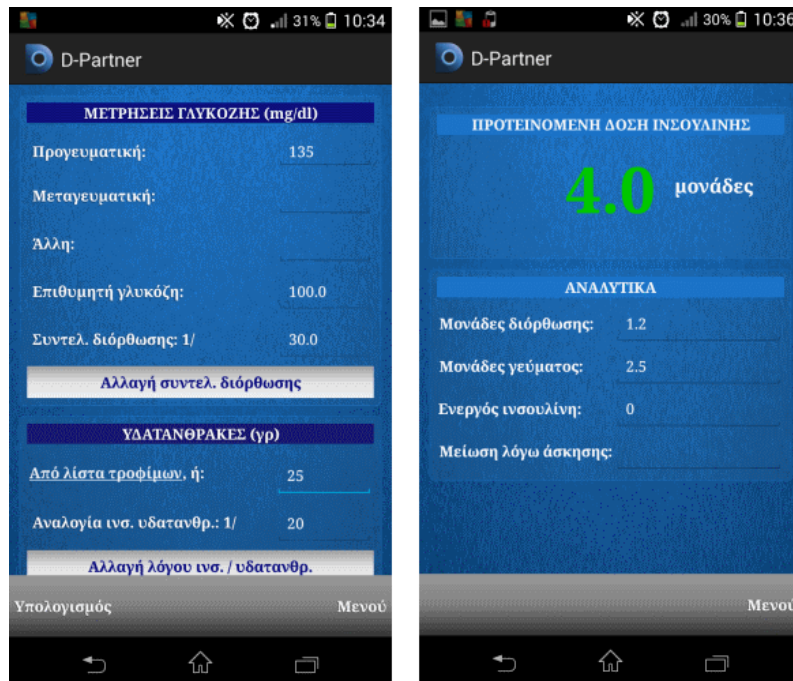 31% 10:34
D-Partner
ΜΕΤΡΗΣΕΙΣ ΓΛΥΚΟΖΗΣ (mg/dl)
Προγευματική: 135
Μεταγευματική:
Άλλη:
Επιθυμητή γλυκόζη: 100.0
Συντελ. διόρθωσης: 1/ 30.0
Αλλαγή συντελ. διόρθωσης
ΥΔΑΤΑΝΘΡΑΚΕΣ (γρ)
Από λίστα τροφίμων, ή: 25
Αναλογία ινσ. υδατανθρ.: 1/ 20
Αλλαγή λόγου ινσ. / υδατανθρ.
Υπολογισμός Μενού
30% 10:36
D-Partner
ΠΡΟΤΕΙΝΟΜΕΝΗ ΔΟΣΗ ΙΝΣΟΥΛΙΝΗΣ
4.0 μονάδες
ΑΝΑΛΥΤΙΚΑ
Μονάδες διόρθωσης: 1.2
Μονάδες γεύματος: 2.5
Ενεργός ινσουλίνη: 0
Μείωση λόγω άσκησης:
Μενού